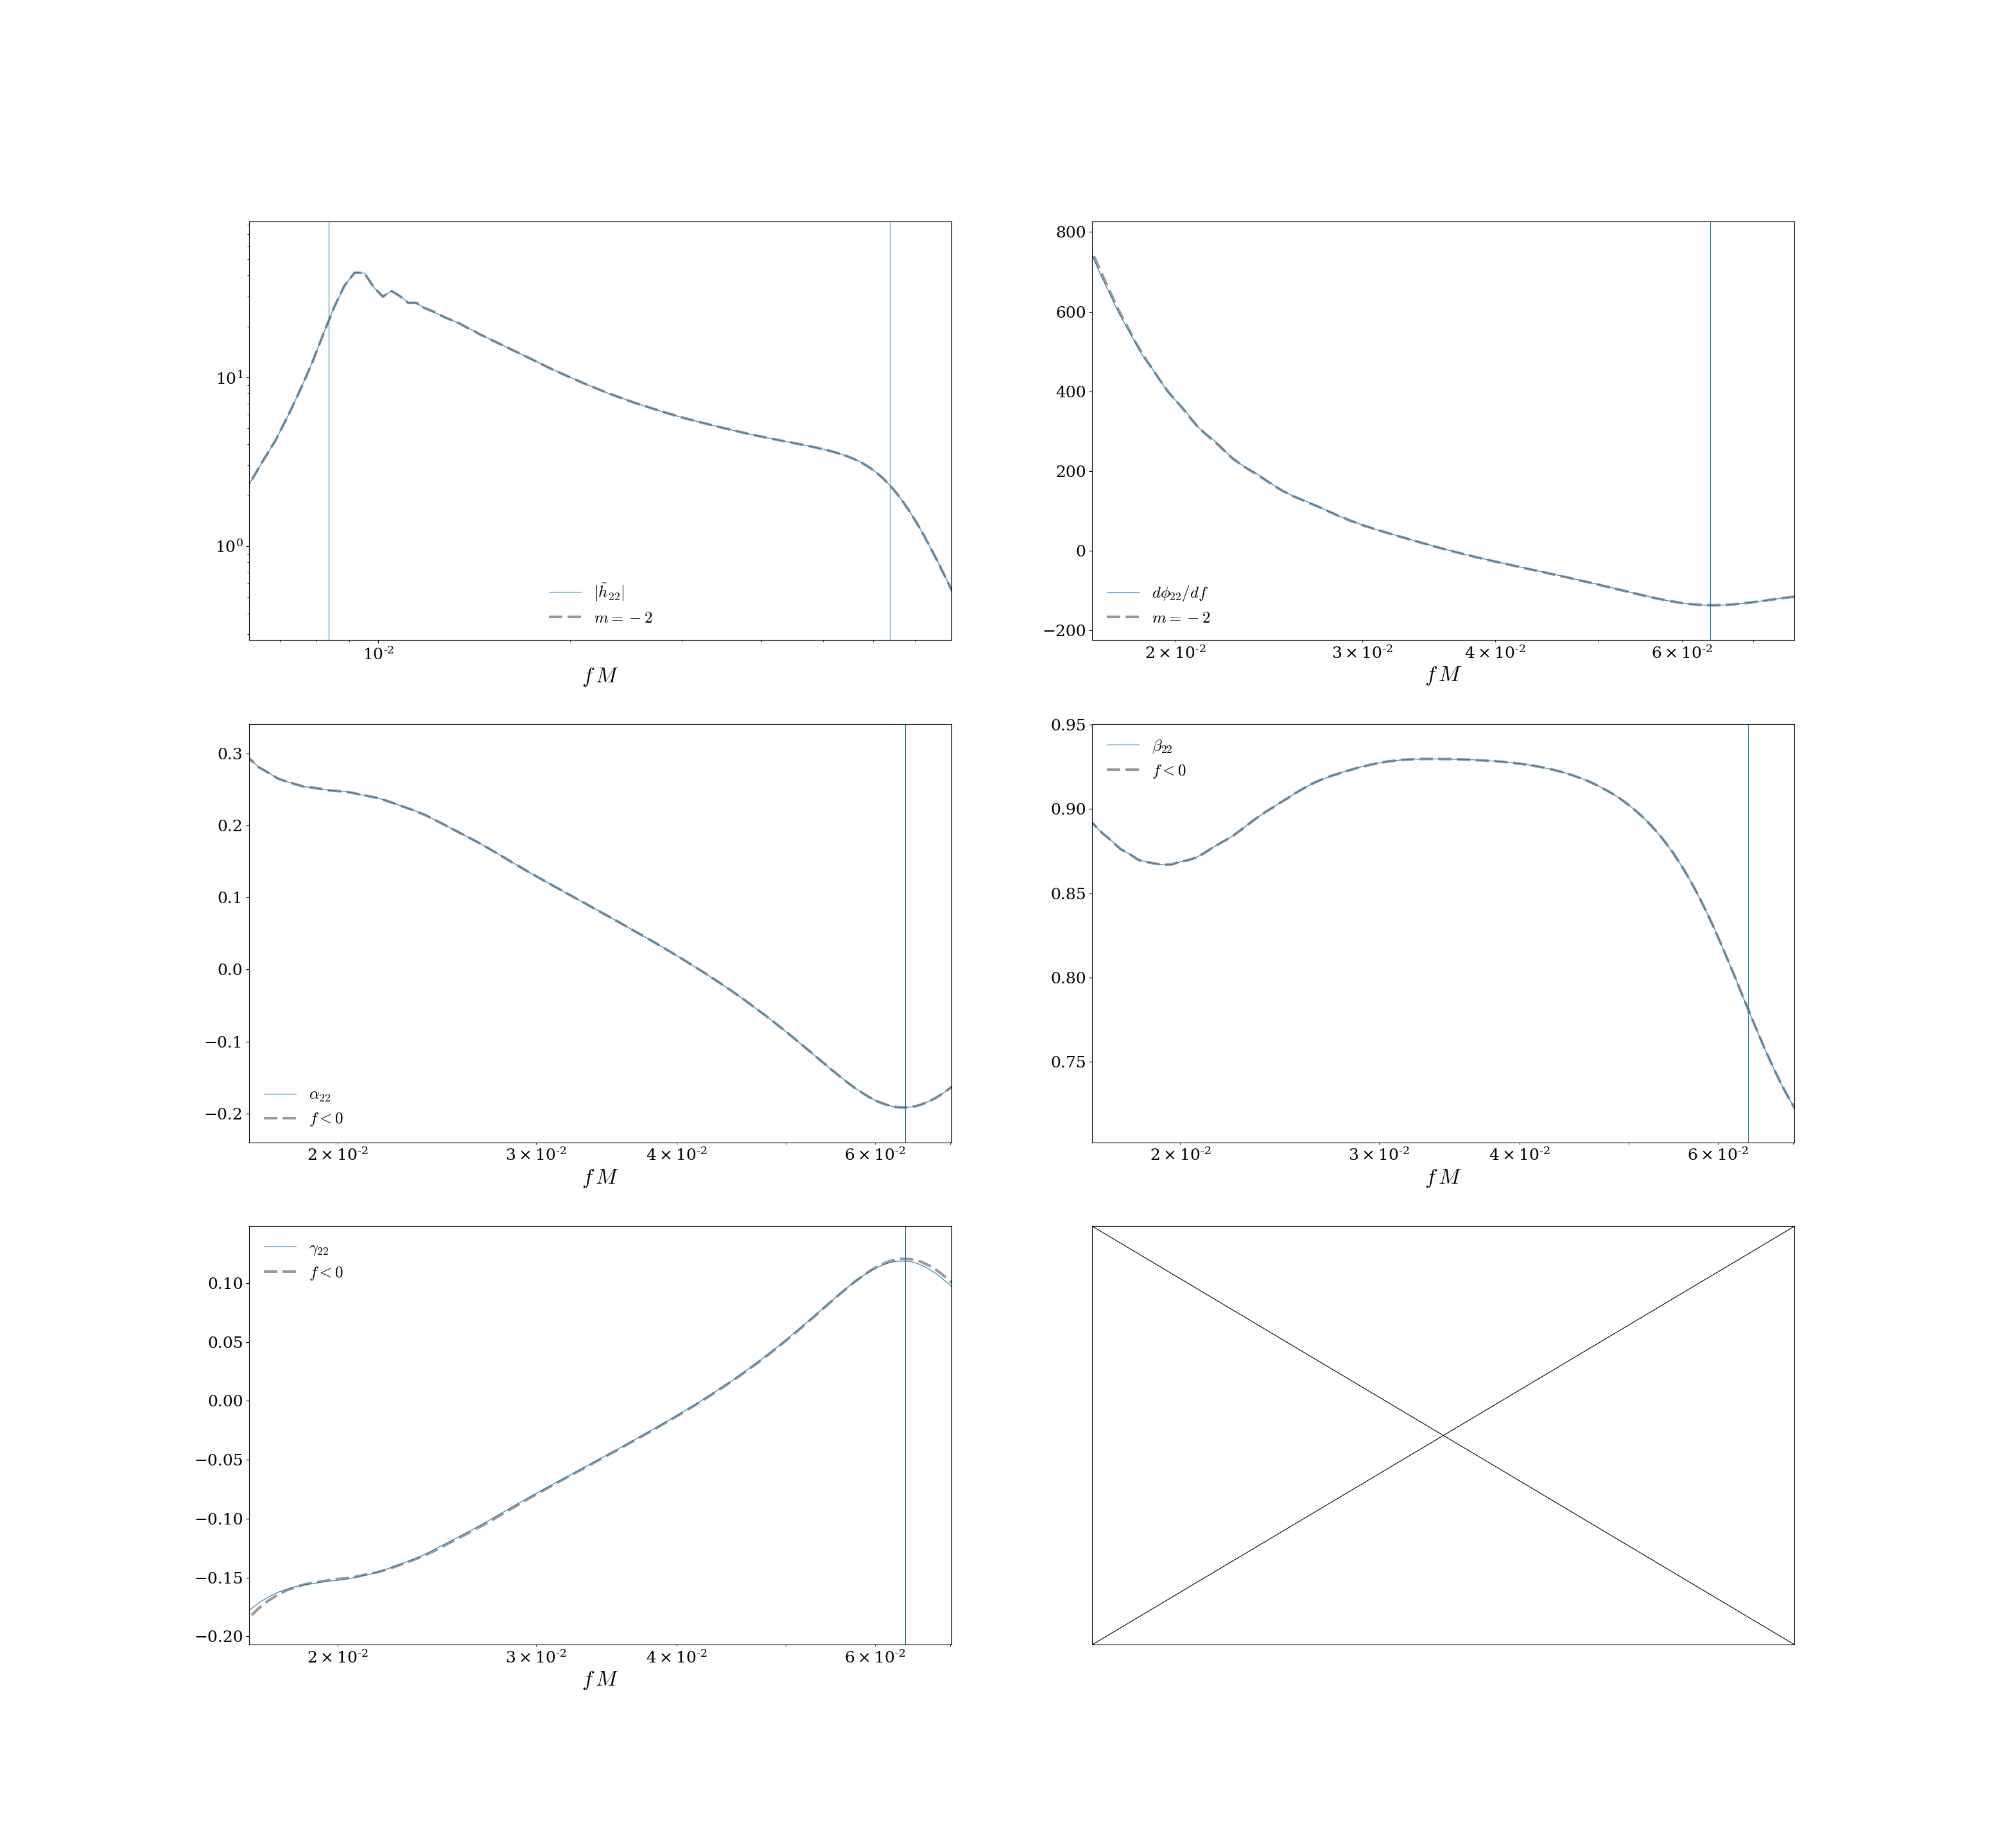 10¹
10⁰
|h̃₂₂|
m = −2
10⁻²
fM
800
600
400
200
0
−200
dϕ₂₂/df
m = −2
2 × 10⁻² 3 × 10⁻² 4 × 10⁻² 6 × 10⁻²
fM
0.3
0.2
0.1
0.0
−0.1
−0.2
α₂₂
f < 0
2 × 10⁻² 3 × 10⁻² 4 × 10⁻² 6 × 10⁻²
fM
0.95
0.90
0.85
0.80
0.75
β₂₂
f < 0
2 × 10⁻² 3 × 10⁻² 4 × 10⁻² 6 × 10⁻²
fM
0.10
0.05
0.00
−0.05
−0.10
−0.15
−0.20
γ₂₂
f < 0
2 × 10⁻² 3 × 10⁻² 4 × 10⁻² 6 × 10⁻²
fM